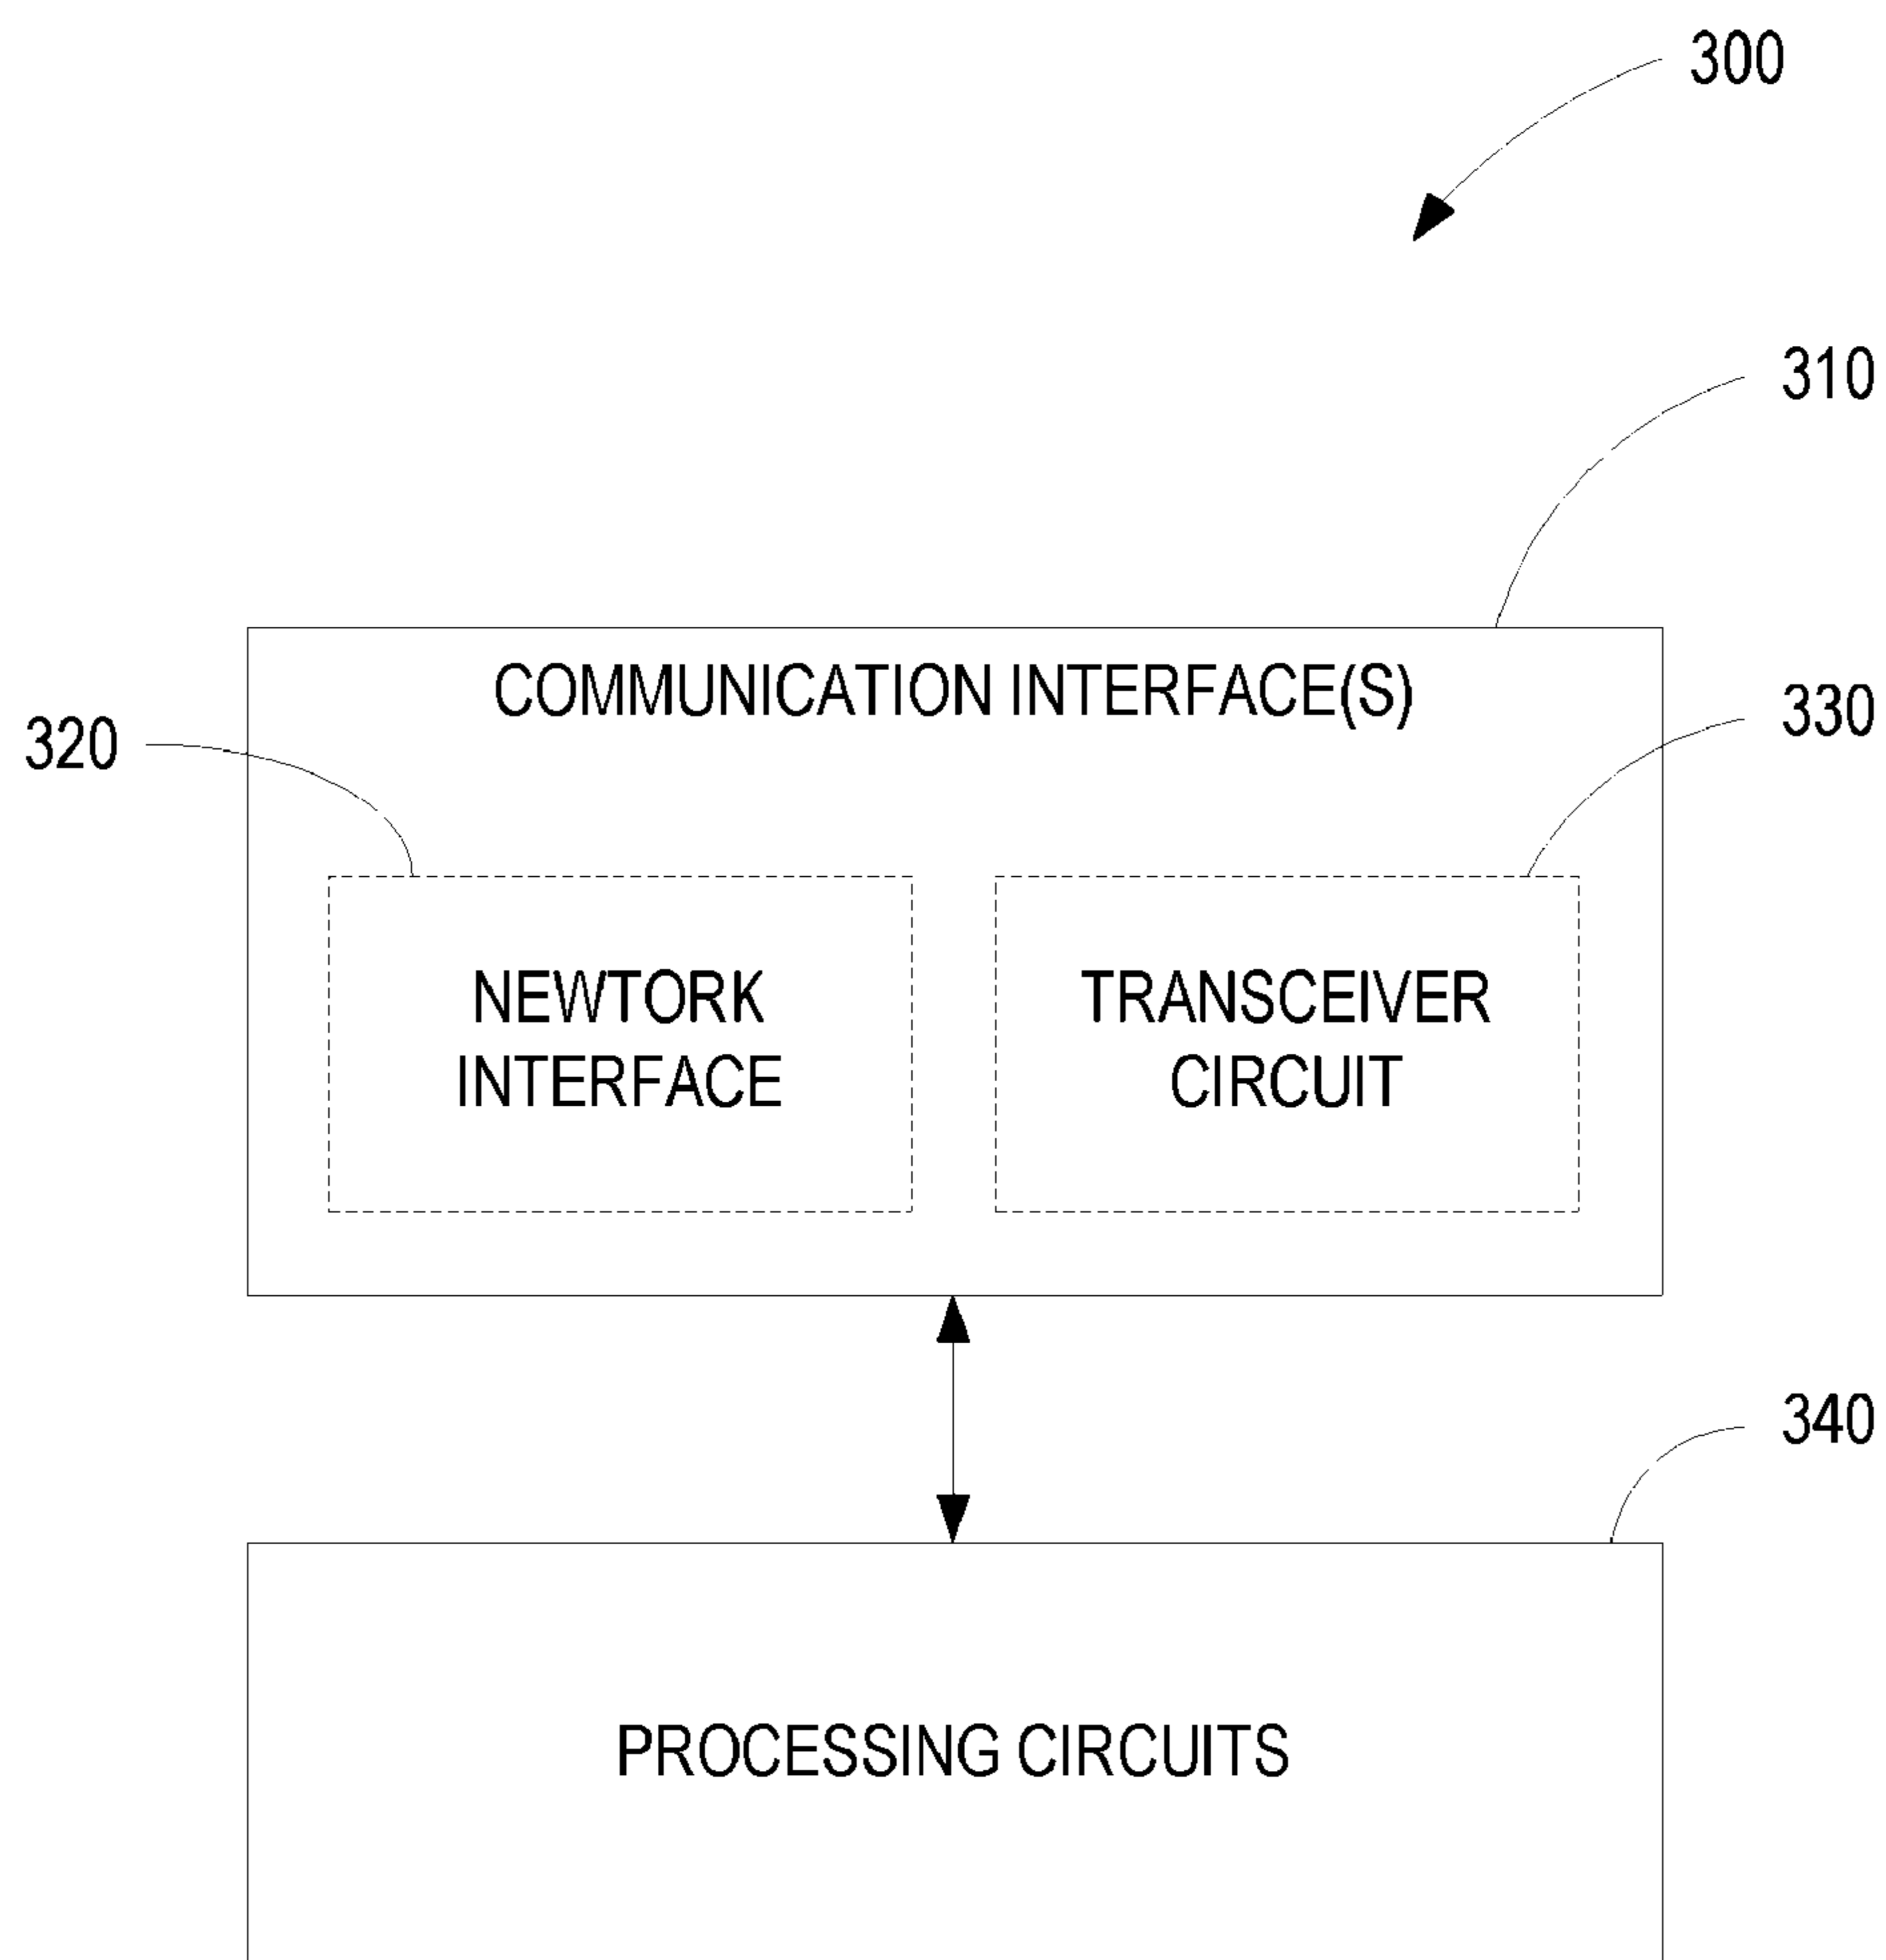 300
310
COMMUNICATION INTERFACE(S)
320
330
NEWTORK
INTERFACE
TRANSCEIVER
CIRCUIT
340
PROCESSING CIRCUITS